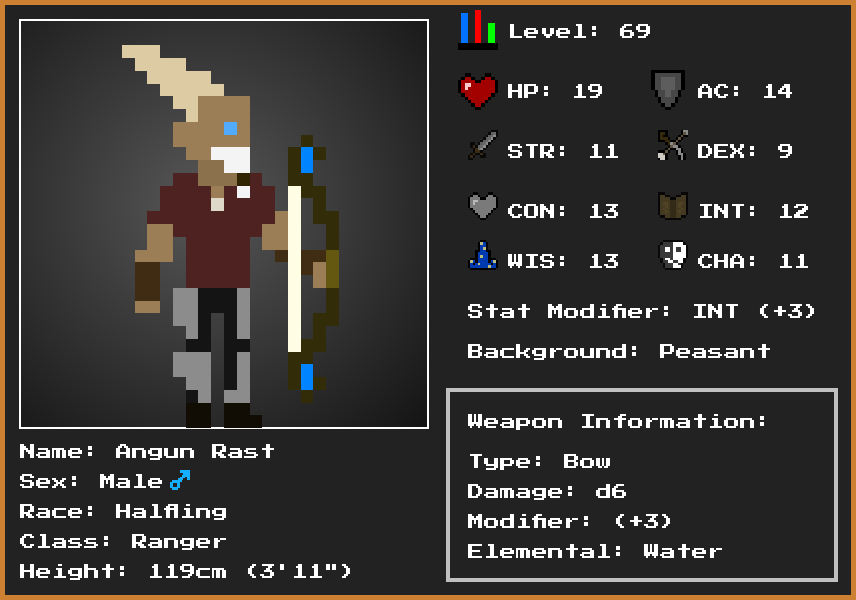 Level: 69
HP: 19 AC: 14
STR: 11 DEX: 9
CON: 13 INT: 12
WIS: 13 CHA: 11
Stat Modifier: INT (+3)
Background: Peasant
Weapon Information:
Type: Bow
Damage: d6
Modifier: (+3)
Elemental: Water
Name: Angun Rast
Sex: Male ♂
Race: Halfling
Class: Ranger
Height: 119cm (3'11")